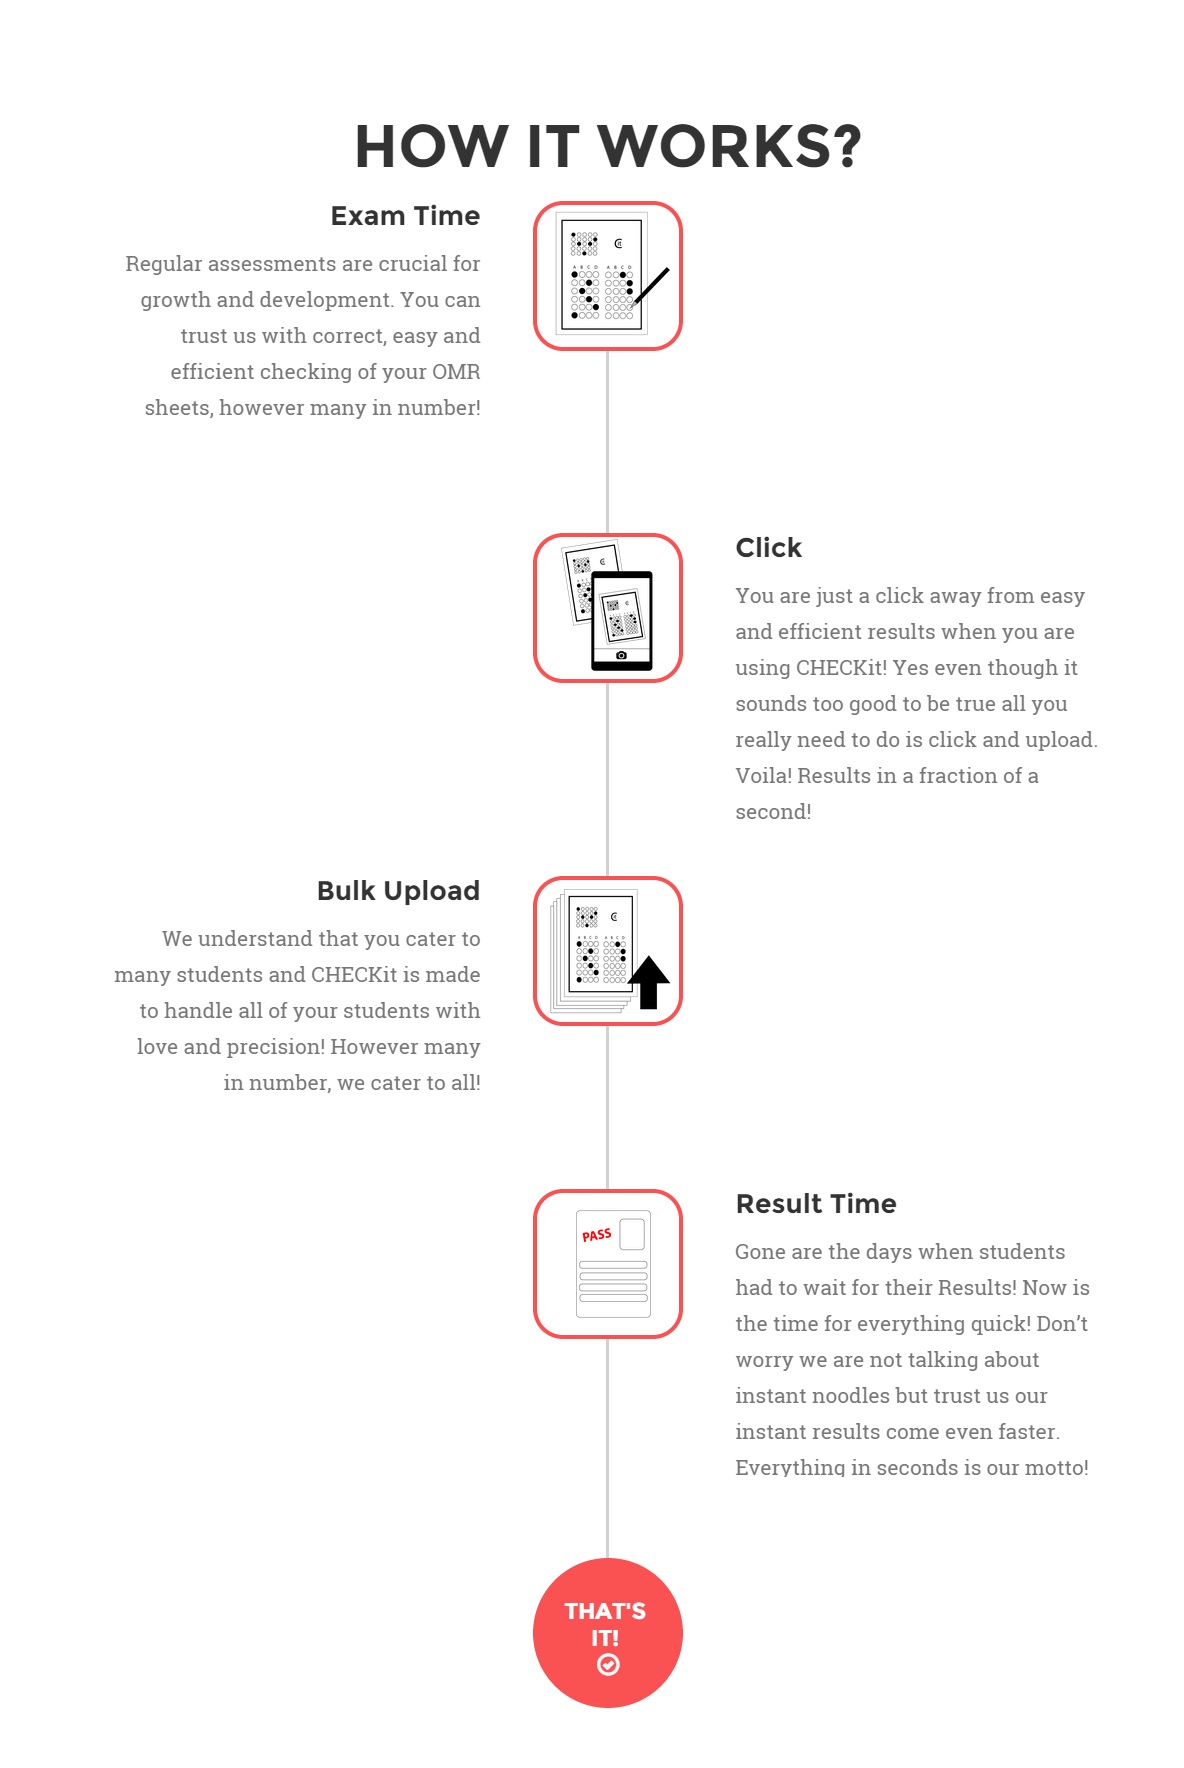 HOW IT WORKS?
Exam Time
Regular assessments are crucial for
growth and development. You can
trust us with correct, easy and
efficient checking of your OMR
sheets, however many in number!
A B C D A B C D
Click
You are just a click away from easy
and efficient results when you are
using CHECKit! Yes even though it
sounds too good to be true all you
really need to do is click and upload.
Voila! Results in a fraction of a
second!
Bulk Upload
We understand that you cater to
many students and CHECKit is made
to handle all of your students with
love and precision! However many
in number, we cater to all!
A B C D A B C D
Result Time
Gone are the days when students
had to wait for their Results! Now is
the time for everything quick! Don’t
worry we are not talking about
instant noodles but trust us our
instant results come even faster.
Everything in seconds is our motto!
PASS
THAT'S
IT!